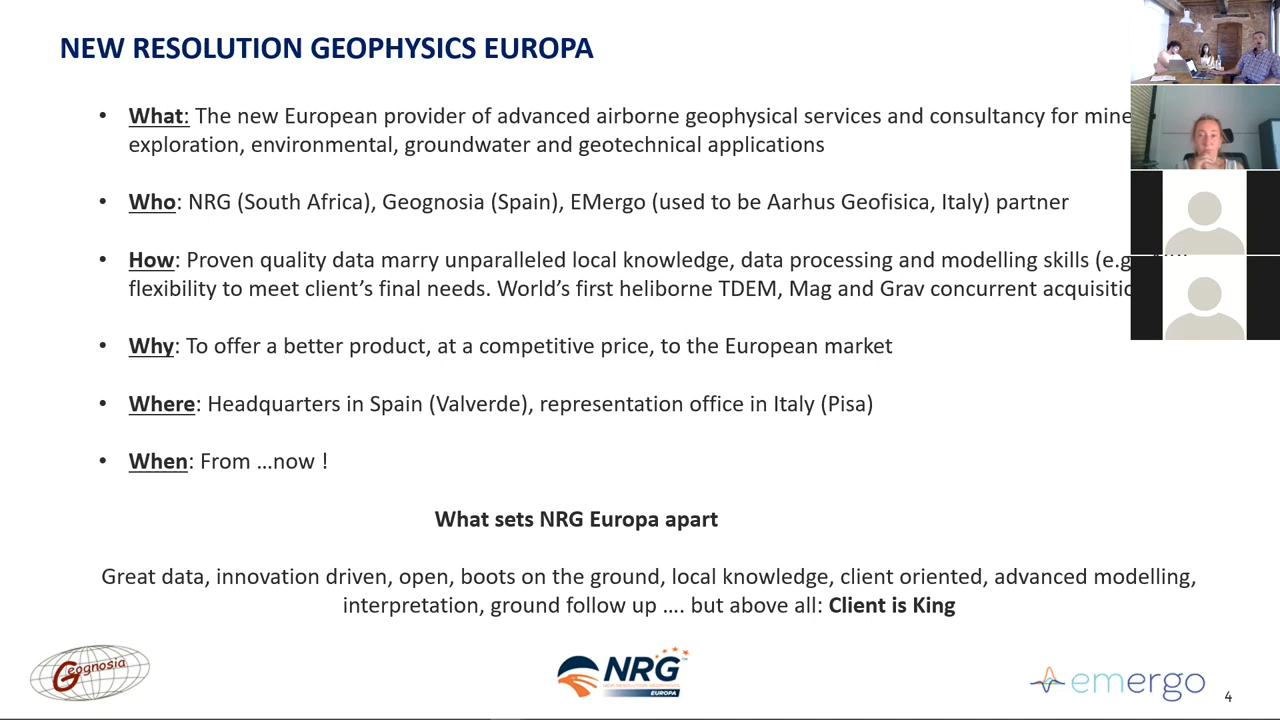 NEW RESOLUTION GEOPHYSICS EUROPA
• What: The new European provider of advanced airborne geophysical services and consultancy for
exploration, environmental, groundwater and geotechnical applications
• Who: NRG (South Africa), Geognosia (Spain), EMergo (used to be Aarhus Geofisica, Italy) partner
• How: Proven quality data marry unparalleled local knowledge, data processing and modelling skills (e.g
flexibility to meet client’s final needs. World’s first heliborne TDEM, Mag and Grav concurrent
• Why: To offer a better product, at a competitive price, to the European market
• Where: Headquarters in Spain (Valverde), representation office in Italy (Pisa)
• When: From …now !
What sets NRG Europa apart
Great data, innovation driven, open, boots on the ground, local knowledge, client oriented, advanced modelling,
interpretation, ground follow up …. but above all: Client is King
Geognosia
NRG
NEW RESOLUTION GEOPHYSICS
EUROPA
emergo
4